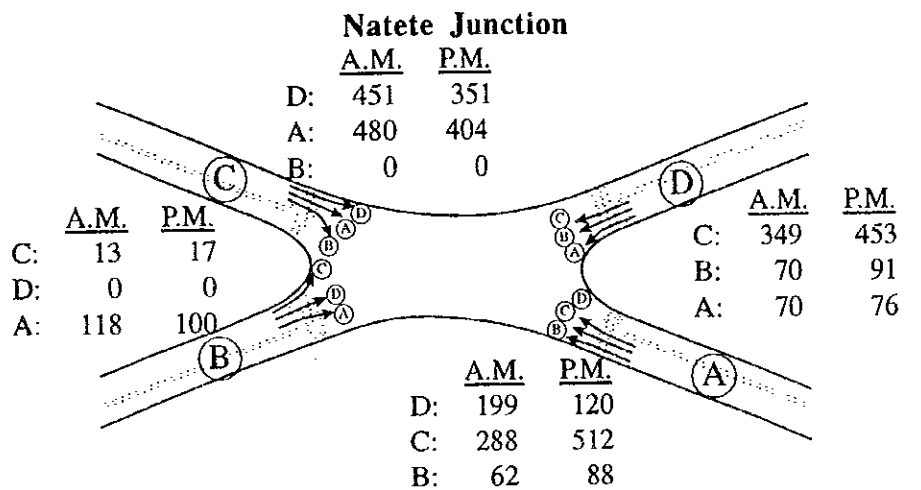 Natete Junction
A.M. P.M.
D: 451 351
A: 480 404
B: 0 0
C
D
A.M. P.M.
C: 13 17
D: 0 0
A: 118 100
D
A
B
C
D
A
C
B
A
D
C
B
A.M. P.M.
C: 349 453
B: 70 91
A: 70 76
B
A
A.M. P.M.
D: 199 120
C: 288 512
B: 62 88